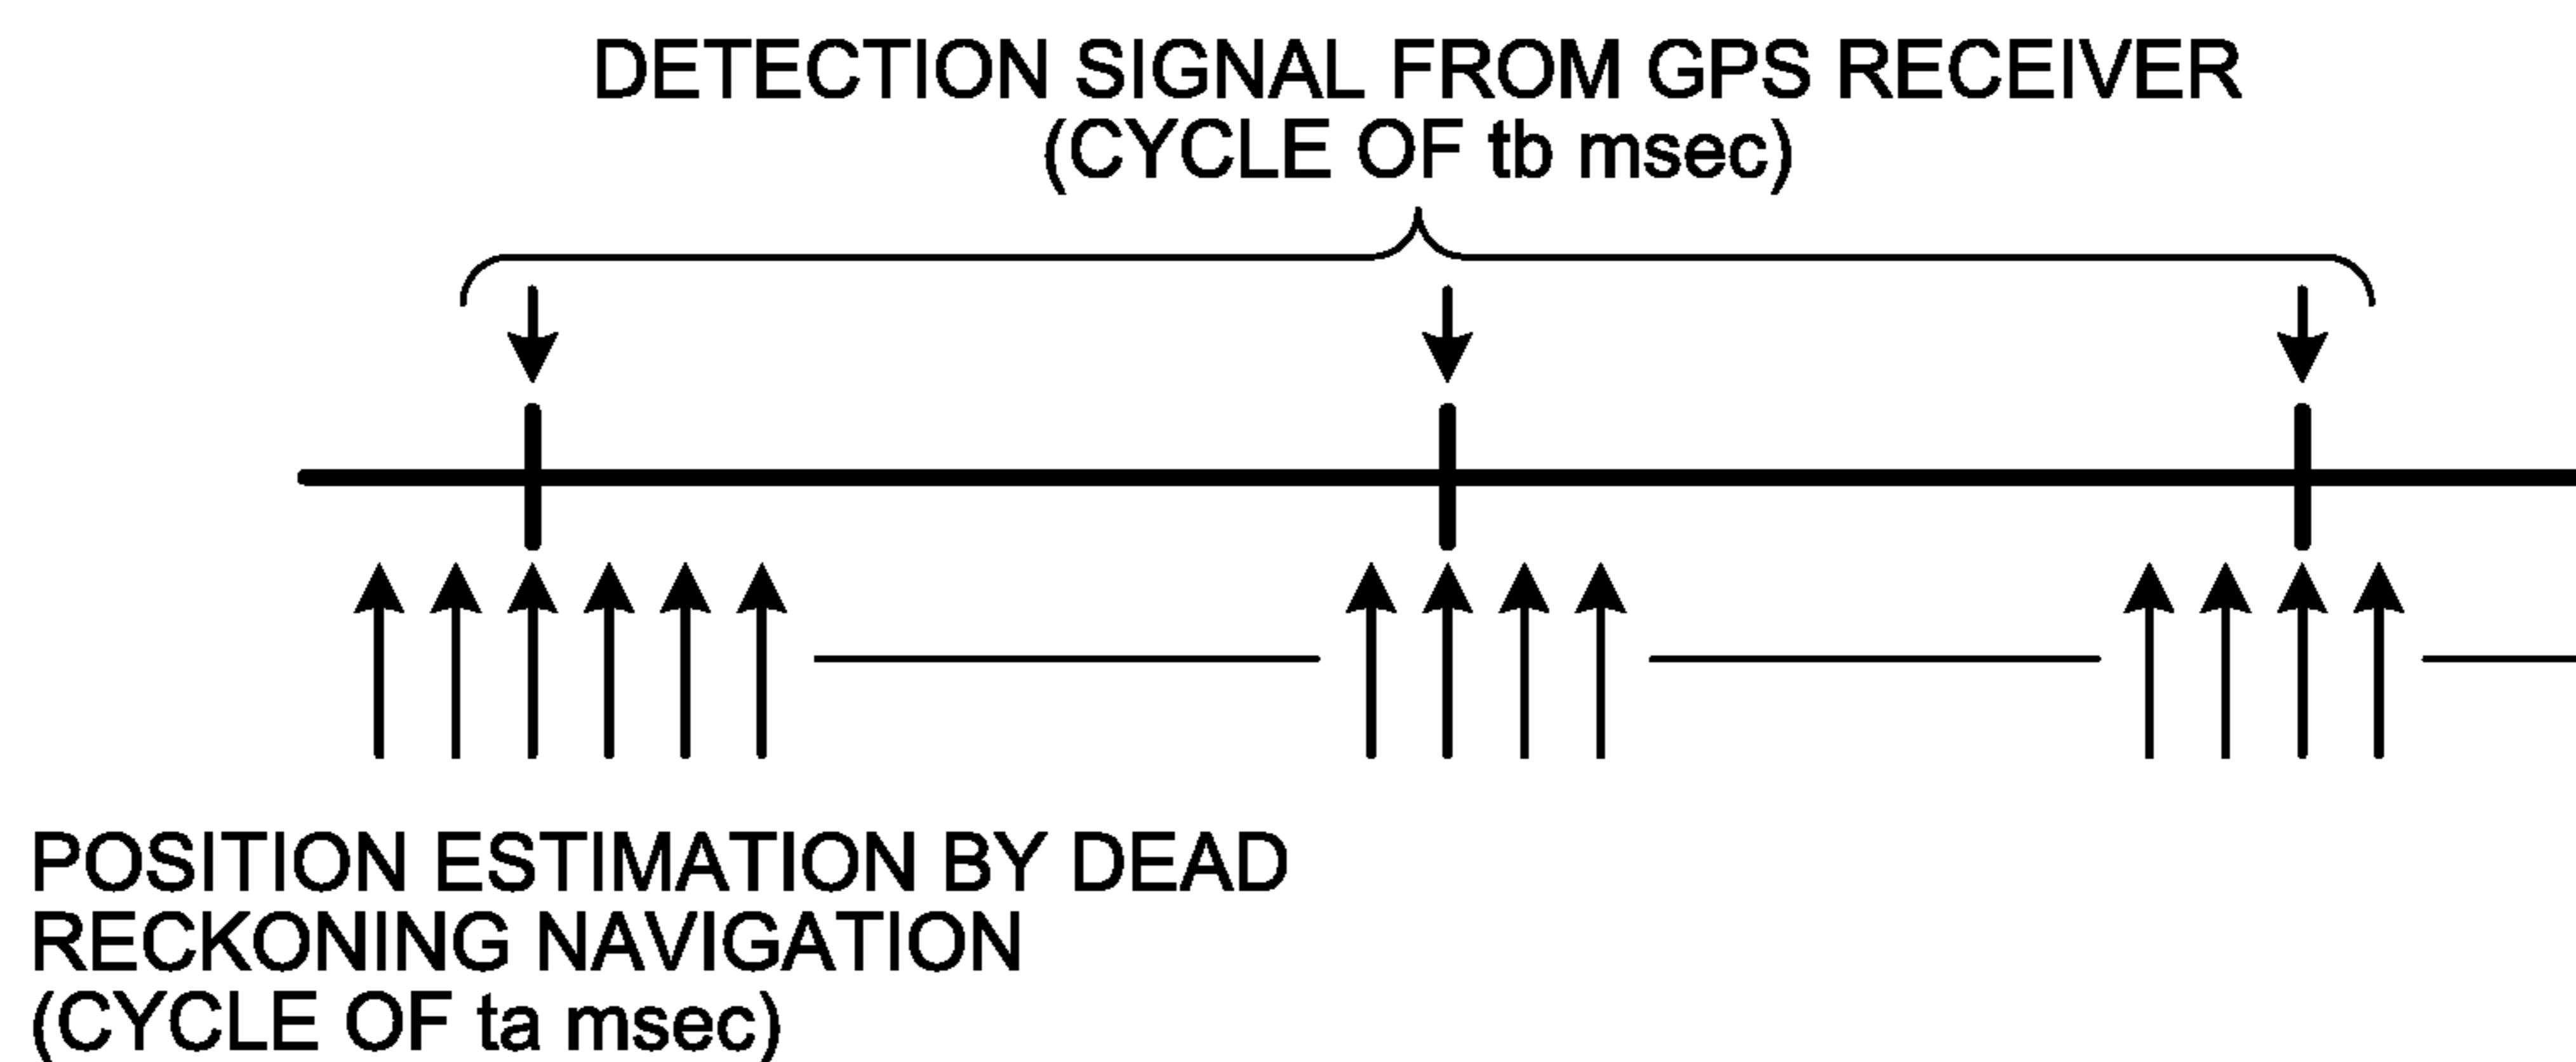 DETECTION SIGNAL FROM GPS RECEIVER
(CYCLE OF tb msec)
POSITION ESTIMATION BY DEAD
RECKONING NAVIGATION
(CYCLE OF ta msec)